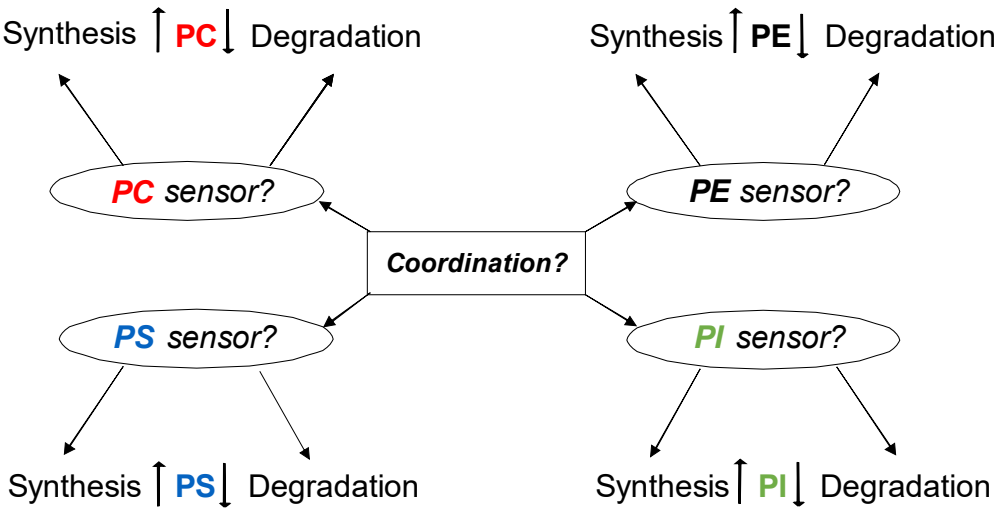 Synthesis PC Degradation
Synthesis PE Degradation
PC sensor?
PE sensor?
Coordination?
PS sensor?
PI sensor?
Synthesis PS Degradation
Synthesis PI Degradation